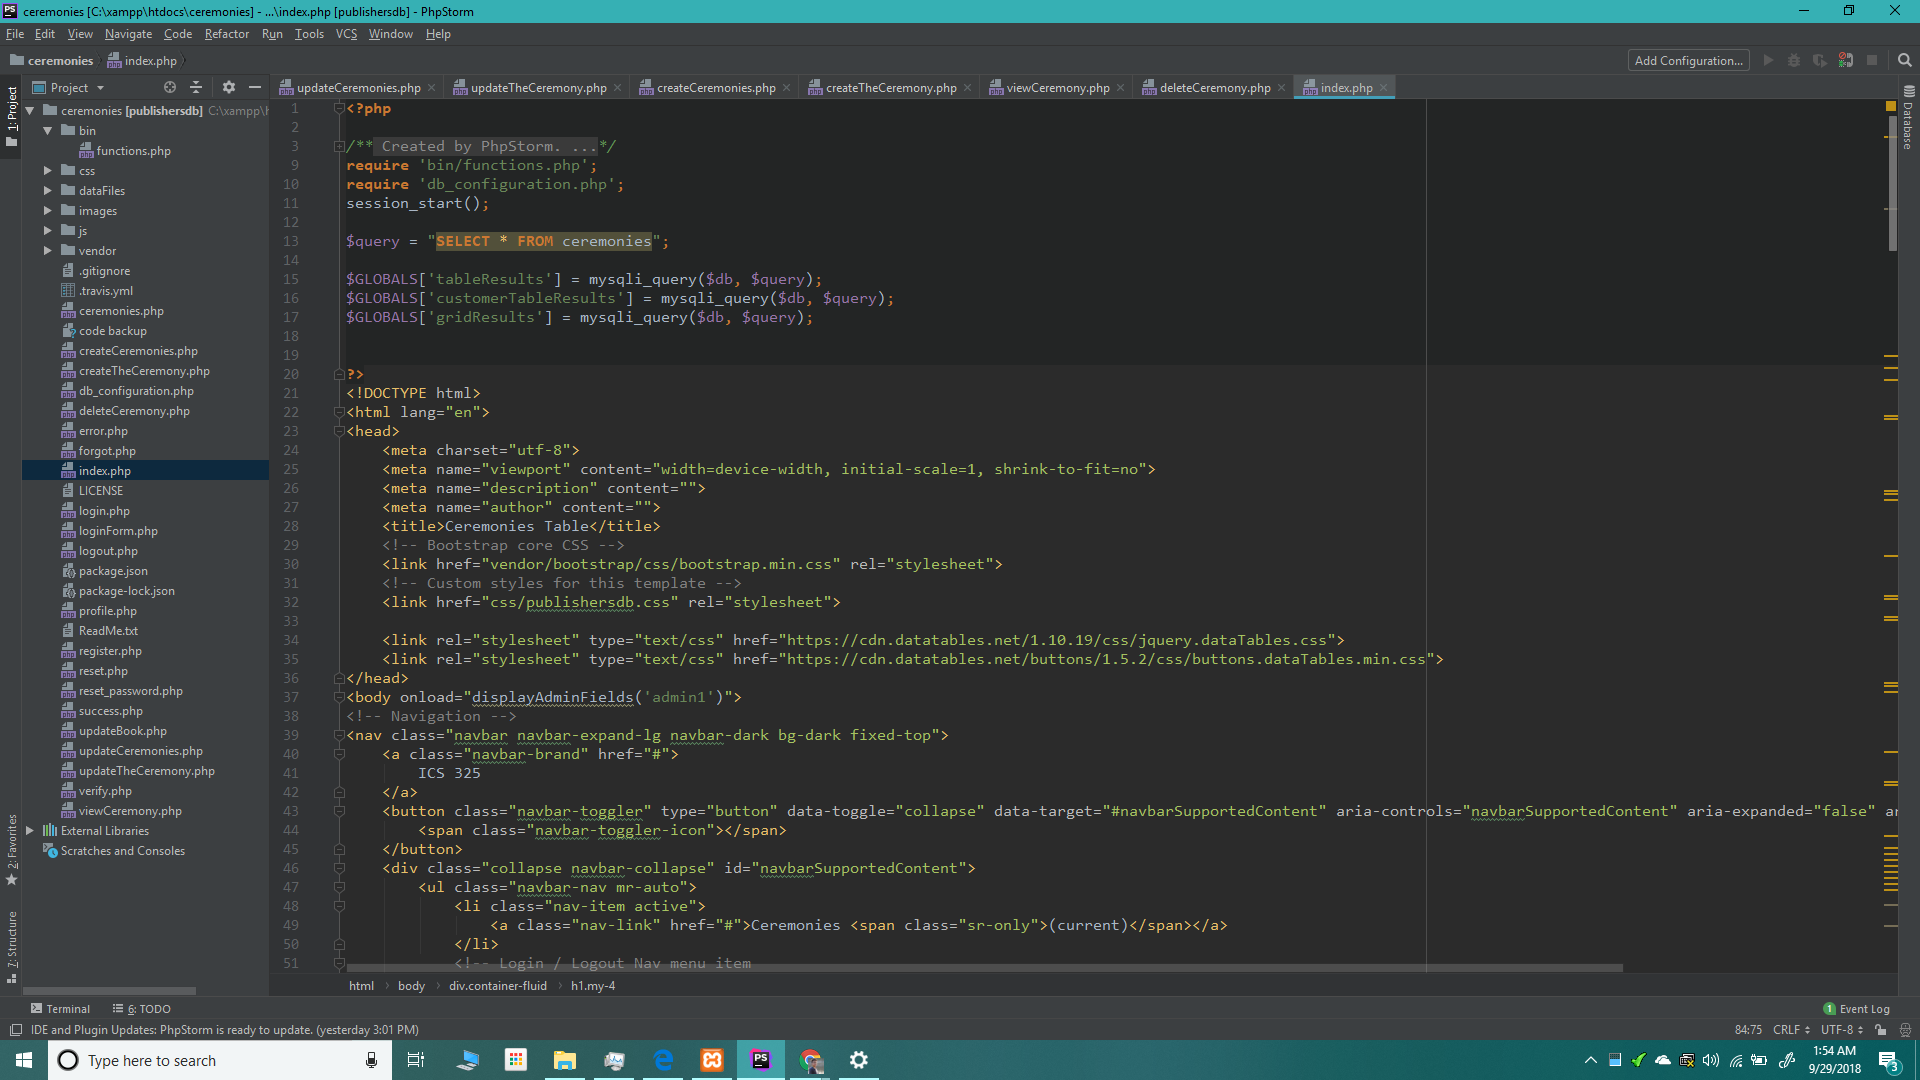 ceremonies [C:\xampp\htdocs\ceremonies] - ...\index.php [publishersdb] - PhpStorm
File Edit View Navigate Code Refactor Run Tools VCS Window Help
ceremonies index.php Add Configuration...
Project updateCeremonies.php updateTheCeremony.php createCeremonies.php createTheCeremony.php viewCeremony.php deleteCeremony.php index.php
1: Project
2: Favorites
7: Structure
Database
ceremonies [publishersdb] C:\xampp\h
bin
functions.php
css
dataFiles
images
js
vendor
.gitignore
.travis.yml
ceremonies.php
code backup
createCeremonies.php
createTheCeremony.php
db_configuration.php
deleteCeremony.php
error.php
forgot.php
index.php
LICENSE
login.php
loginForm.php
logout.php
package.json
package-lock.json
profile.php
ReadMe.txt
register.php
reset.php
reset_password.php
success.php
updateBook.php
updateCeremonies.php
updateTheCeremony.php
verify.php
viewCeremony.php
External Libraries
Scratches and Consoles
1 <?php
2
3 /** Created by PhpStorm. ...*/
9 require 'bin/functions.php';
10 require 'db_configuration.php';
11 session_start();
12
13 $query = "SELECT * FROM ceremonies";
14
15 $GLOBALS['tableResults'] = mysqli_query($db, $query);
16 $GLOBALS['customerTableResults'] = mysqli_query($db, $query);
17 $GLOBALS['gridResults'] = mysqli_query($db, $query);
18
19
20 ?>
21 <!DOCTYPE html>
22 <html lang="en">
23 <head>
24 <meta charset="utf-8">
25 <meta name="viewport" content="width=device-width, initial-scale=1, shrink-to-fit=no">
26 <meta name="description" content="">
27 <meta name="author" content="">
28 <title>Ceremonies Table</title>
29 <!-- Bootstrap core CSS -->
30 <link href="vendor/bootstrap/css/bootstrap.min.css" rel="stylesheet">
31 <!-- Custom styles for this template -->
32 <link href="css/publishersdb.css" rel="stylesheet">
33
34 <link rel="stylesheet" type="text/css" href="https://cdn.datatables.net/1.10.19/css/jquery.dataTables.css">
35 <link rel="stylesheet" type="text/css" href="https://cdn.datatables.net/buttons/1.5.2/css/buttons.dataTables.min.css">
36 </head>
37 <body onload="displayAdminFields('admin1')">
38 <!-- Navigation -->
39 <nav class="navbar navbar-expand-lg navbar-dark bg-dark fixed-top">
40 <a class="navbar-brand" href="#">
41 ICS 325
42 </a>
43 <button class="navbar-toggler" type="button" data-toggle="collapse" data-target="#navbarSupportedContent" aria-controls="navbarSupportedContent" aria-expanded="false" ar
44 <span class="navbar-toggler-icon"></span>
45 </button>
46 <div class="collapse navbar-collapse" id="navbarSupportedContent">
47 <ul class="navbar-nav mr-auto">
48 <li class="nav-item active">
49 <a class="nav-link" href="#">Ceremonies <span class="sr-only">(current)</span></a>
50 </li>
51 <!-- Login / Logout Nav menu item
html body div.container-fluid h1.my-4
Terminal 6: TODO 1 Event Log
IDE and Plugin Updates: PhpStorm is ready to update. (yesterday 3:01 PM) 84:75 CRLF UTF-8
Type here to search
1:54 AM
9/29/2018
3